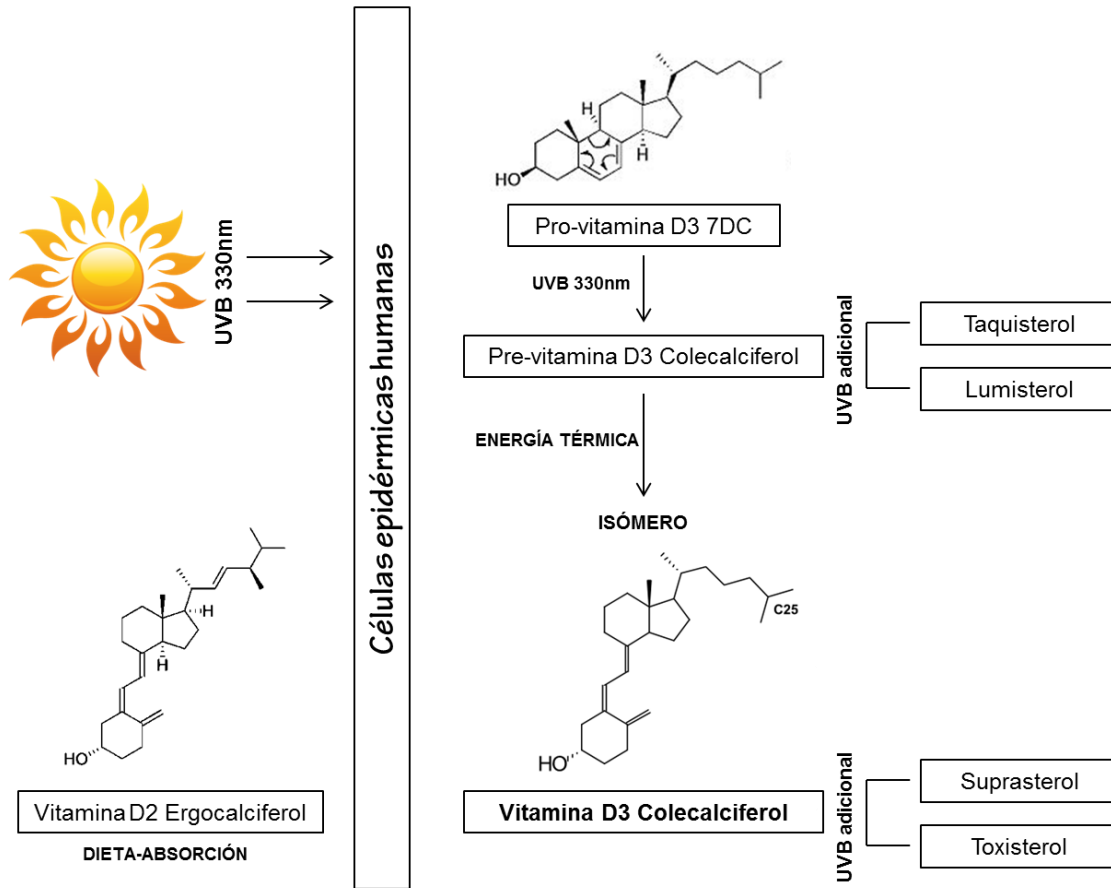 UVB 330nm
Células epidérmicas humanas
H
H
HO
Pro-vitamina D3 7DC
UVB 330nm
Pre-vitamina D3 Colecalciferol
UVB adicional
Taquisterol
Lumisterol
ENERGÍA TÉRMICA
ISÓMERO
H
H
HO
Vitamina D2 Ergocalciferol
DIETA-ABSORCIÓN
C25
HO
Vitamina D3 Colecalciferol
UVB adicional
Suprasterol
Toxisterol